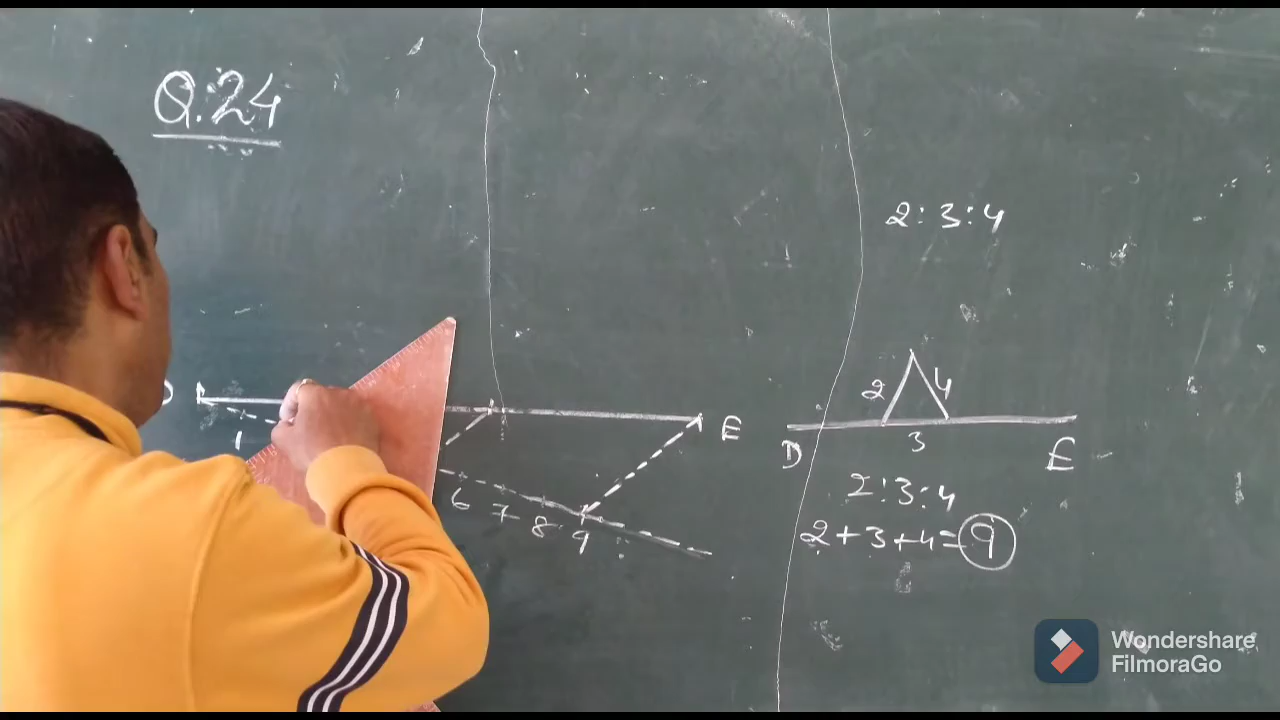 Q.24
2:3:4
2 4
3
D E
1
E
6 7 8 9
2:3:4
2+3+4=9
Wondershare
FilmoraGo